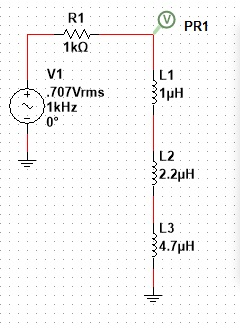 R1
1kΩ
V
PR1
V1
.707Vrms
1kHz
0°
L1
1µH
L2
2.2µH
L3
4.7µH